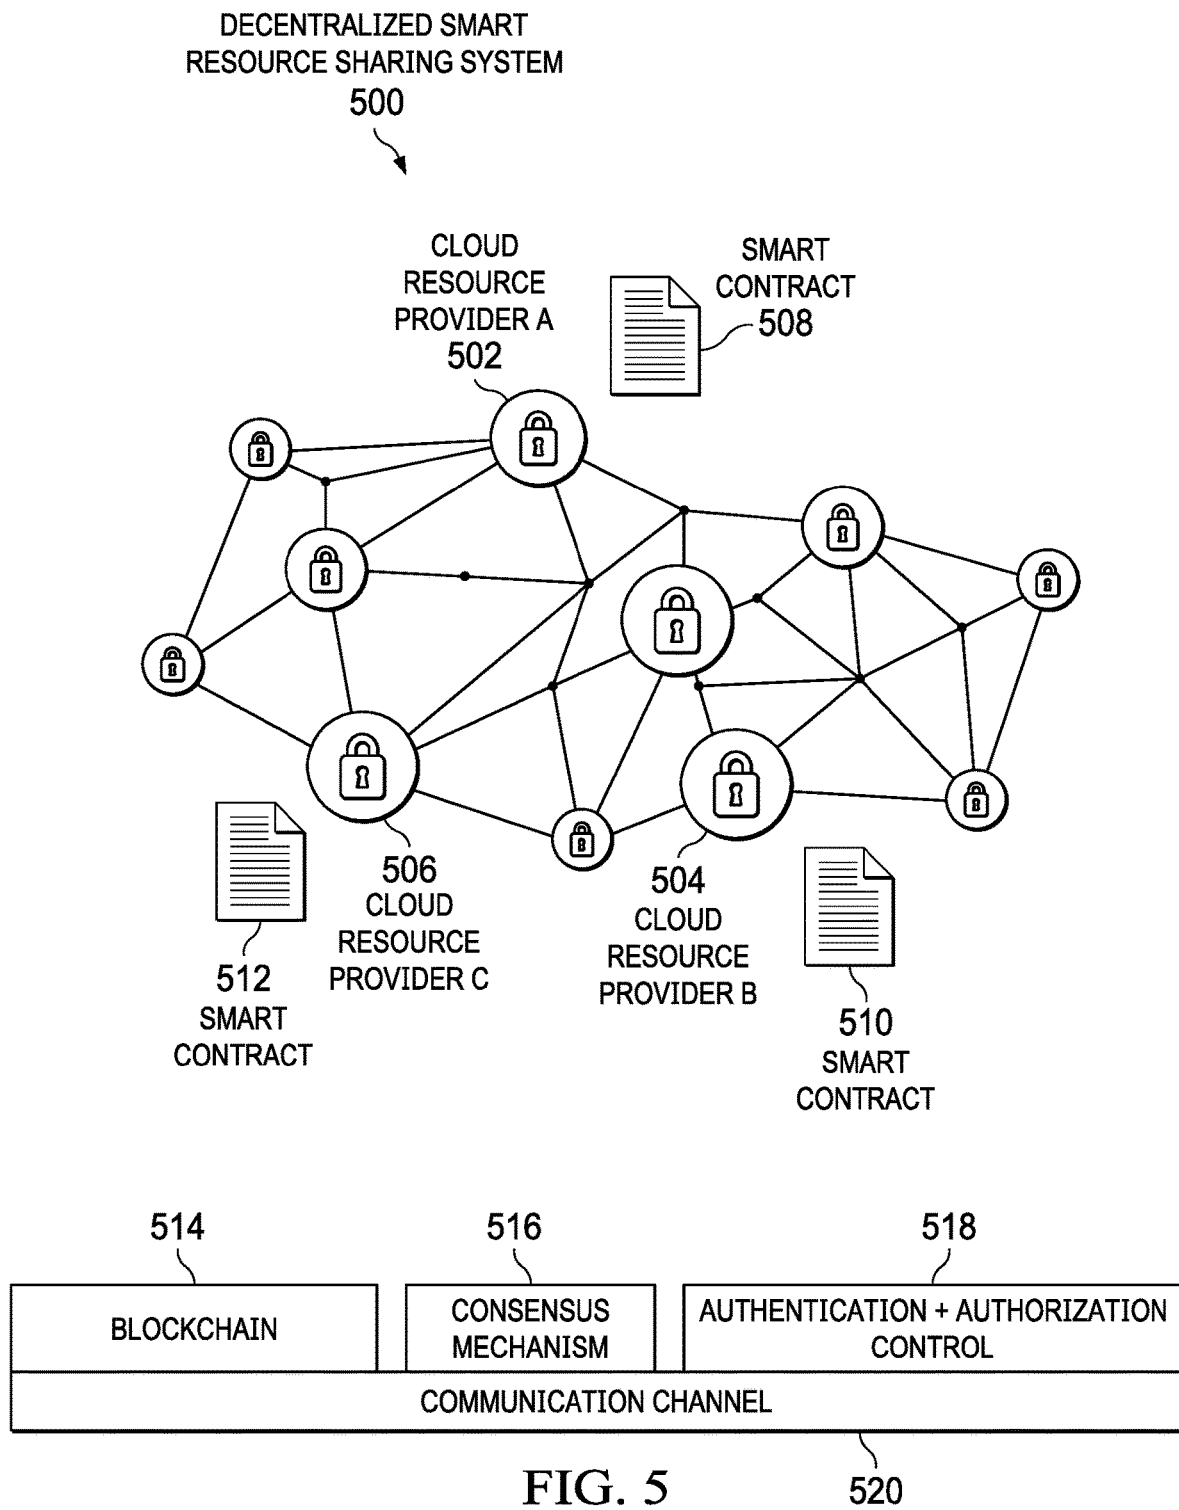 DECENTRALIZED SMART
RESOURCE SHARING SYSTEM
500
CLOUD
RESOURCE
PROVIDER A
502
SMART
CONTRACT
508
506
CLOUD
RESOURCE
PROVIDER C
504
CLOUD
RESOURCE
PROVIDER B
512
SMART
CONTRACT
510
SMART
CONTRACT
514
516
518
BLOCKCHAIN
CONSENSUS
MECHANISM
AUTHENTICATION + AUTHORIZATION
CONTROL
COMMUNICATION CHANNEL
520
FIG. 5